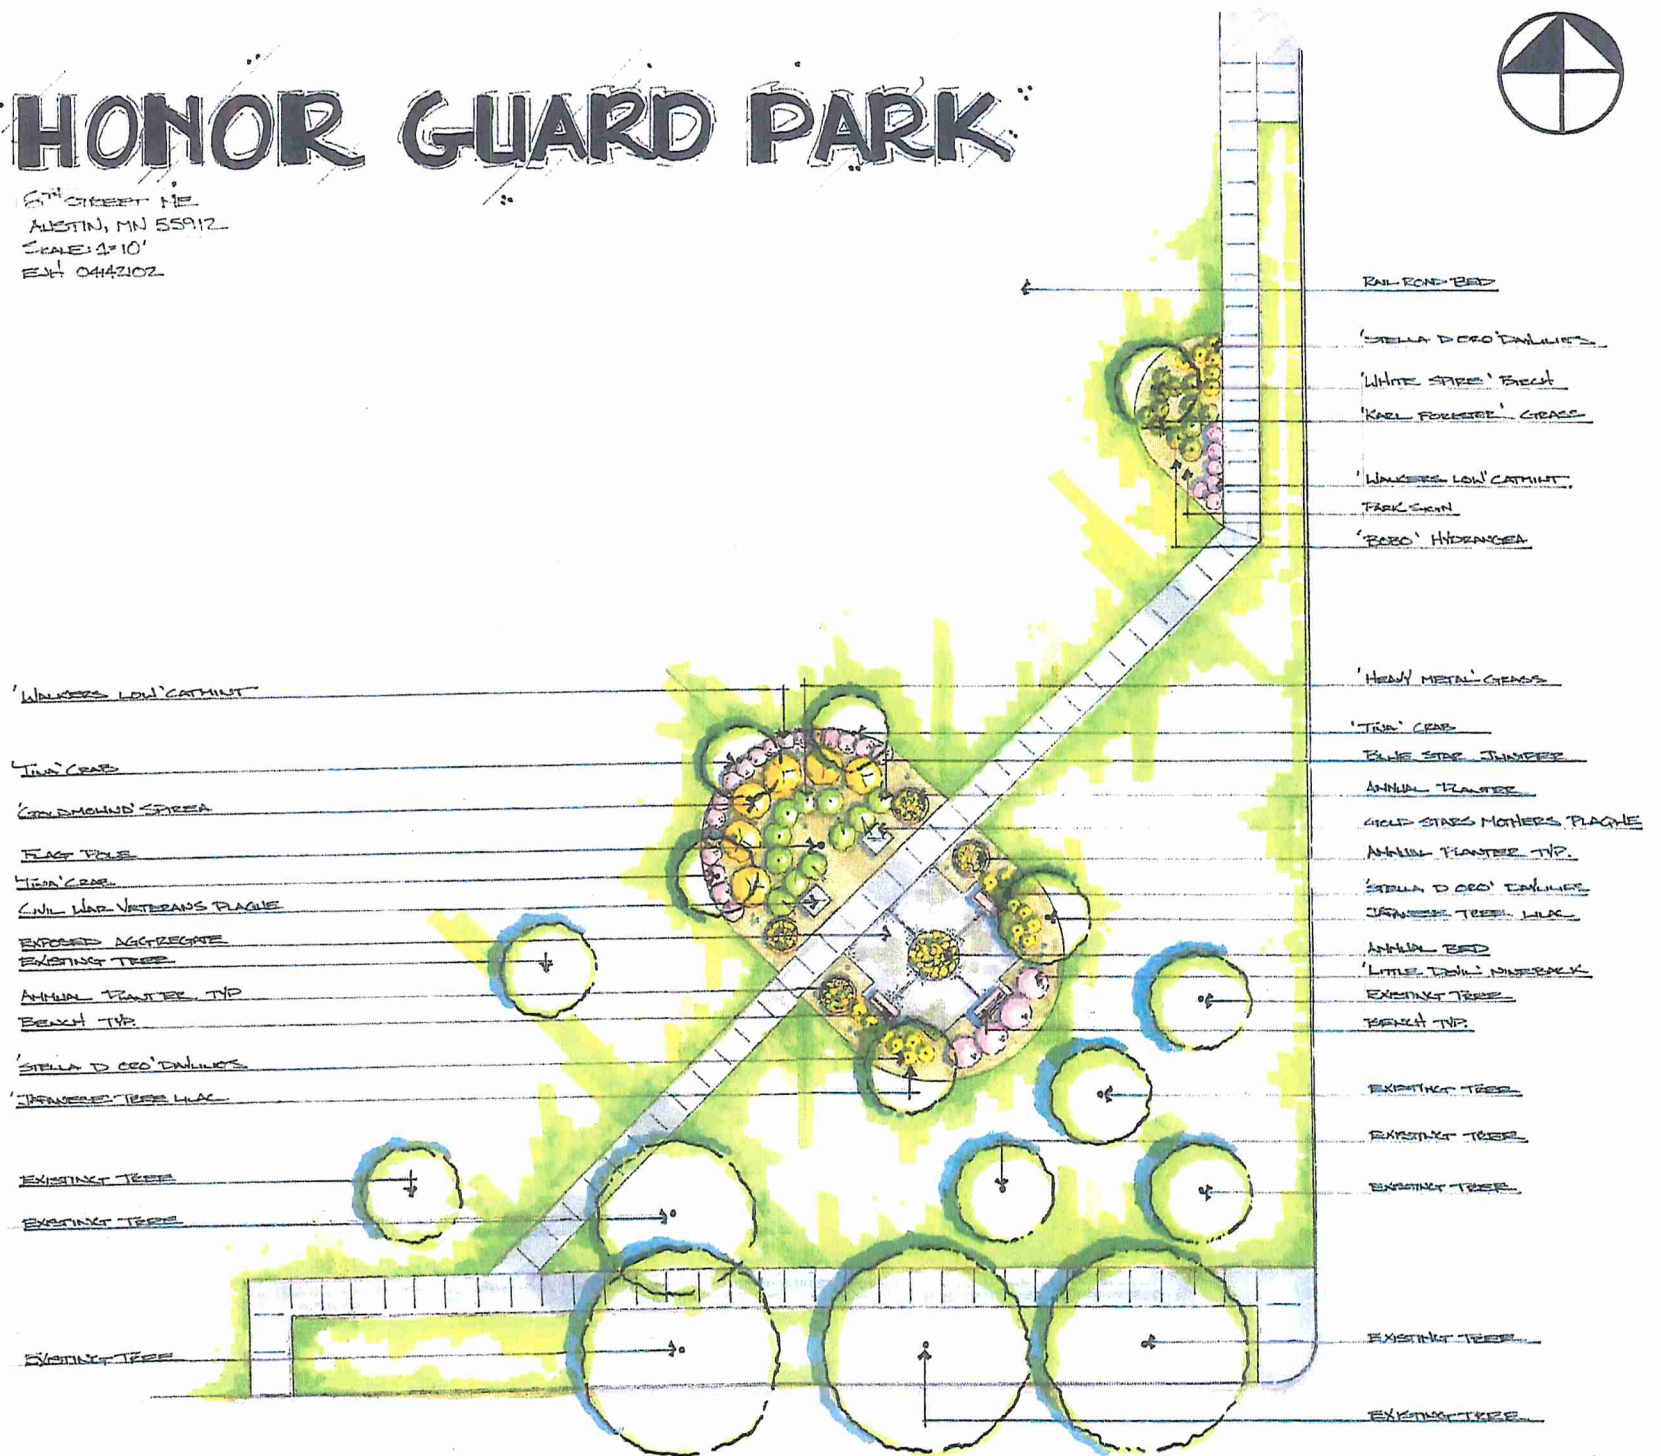 HONOR GUARD PARK
8TH STREET NE
AUSTIN, MN 55912
SCALE: 1"=10'
EJH 04142102
RAIL ROAD BED
'STELLA D ORO' DAYLILIES
'WHITE SPIRE' BIRCH
'KARL FORESTER' GRASS
'WALKERS LOW' CATMINT
PARK SIGN
'BOBO' HYDRANGEA
'HEAVY METAL' GRASS
'TINA' CRAB
BLUE STAR JUNIPER
ANNUAL PLANTER
GOLD STARS MOTHERS PLAQUE
ANNUAL PLANTER TYP.
'STELLA D ORO' DAYLILIES
JAPANESE TREE LILAC
ANNUAL BED
'LITTLE DEVIL' NINEBACK
EXISTING TREE
BENCH TYP.
EXISTING TREE
EXISTING TREE
EXISTING TREE
EXISTING TREE
EXISTING TREE
'WALKERS LOW' CATMINT
'TINA' CRAB
'GOLDMOUND' SPIREA
FLAG POLE
'TINA' CRAB
CIVIL WAR VETERANS PLAQUE
EXPOSED AGGREGATE
EXISTING TREE
ANNUAL PLANTER TYP
BENCH TYP.
'STELLA D ORO' DAYLILIES
'JAPANESE' TREE LILAC
EXISTING TREE
EXISTING TREE
EXISTING TREE